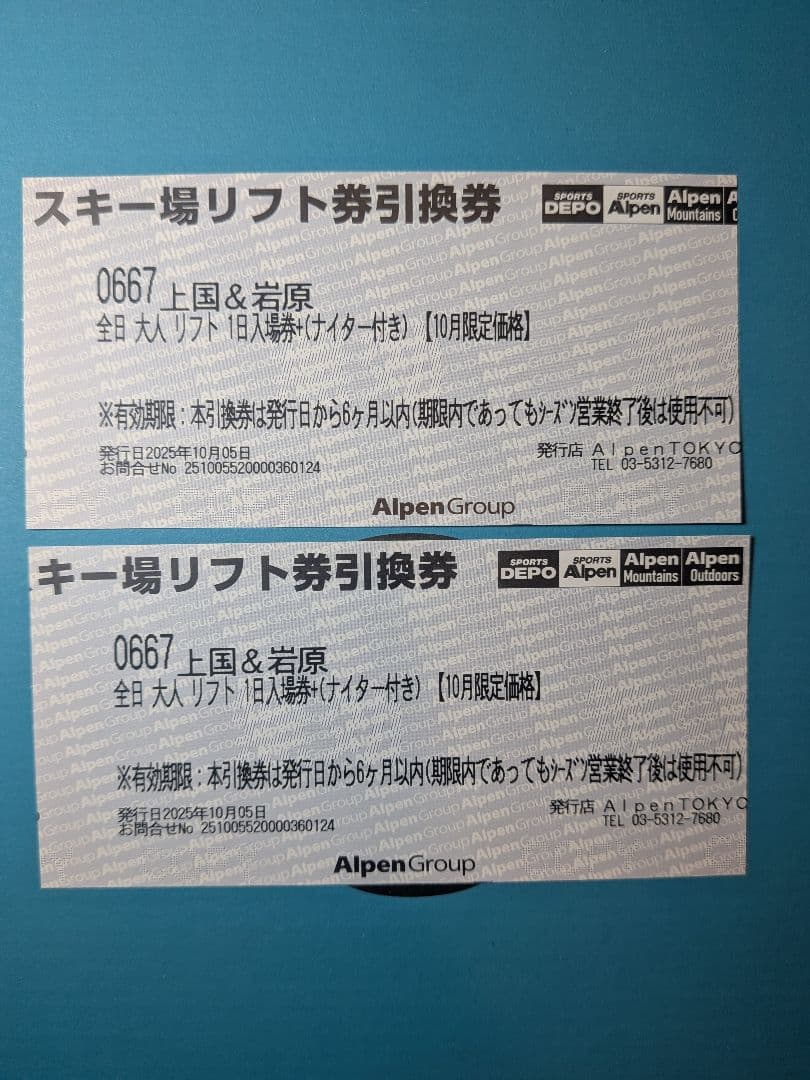 スキー場リフト券引換券
SPORTS DEPO SPORTS Alpen Alpen Mountains
0667 上国&岩原
全日 大人 リフト 1日入場券+(ナイター付き) 【10月限定価格】
※有効期限:本引換券は発行日から6ヶ月以内(期限内であってもシーズン営業終了後は使用不可)
発行日2025年10月05日
発行店 AlpenTOKYO
お問合せNo 251005520000360124
TEL 03-5312-7680
AlpenGroup
キー場リフト券引換券
SPORTS DEPO SPORTS Alpen Alpen Mountains Alpen Outdoors
0667 上国&岩原
全日 大人 リフト 1日入場券+(ナイター付き) 【10月限定価格】
※有効期限:本引換券は発行日から6ヶ月以内(期限内であってもシーズン営業終了後は使用不可)
発行日2025年10月05日
発行店 AlpenTOKYO
お問合せNo 251005520000360124
TEL 03-5312-7680
AlpenGroup